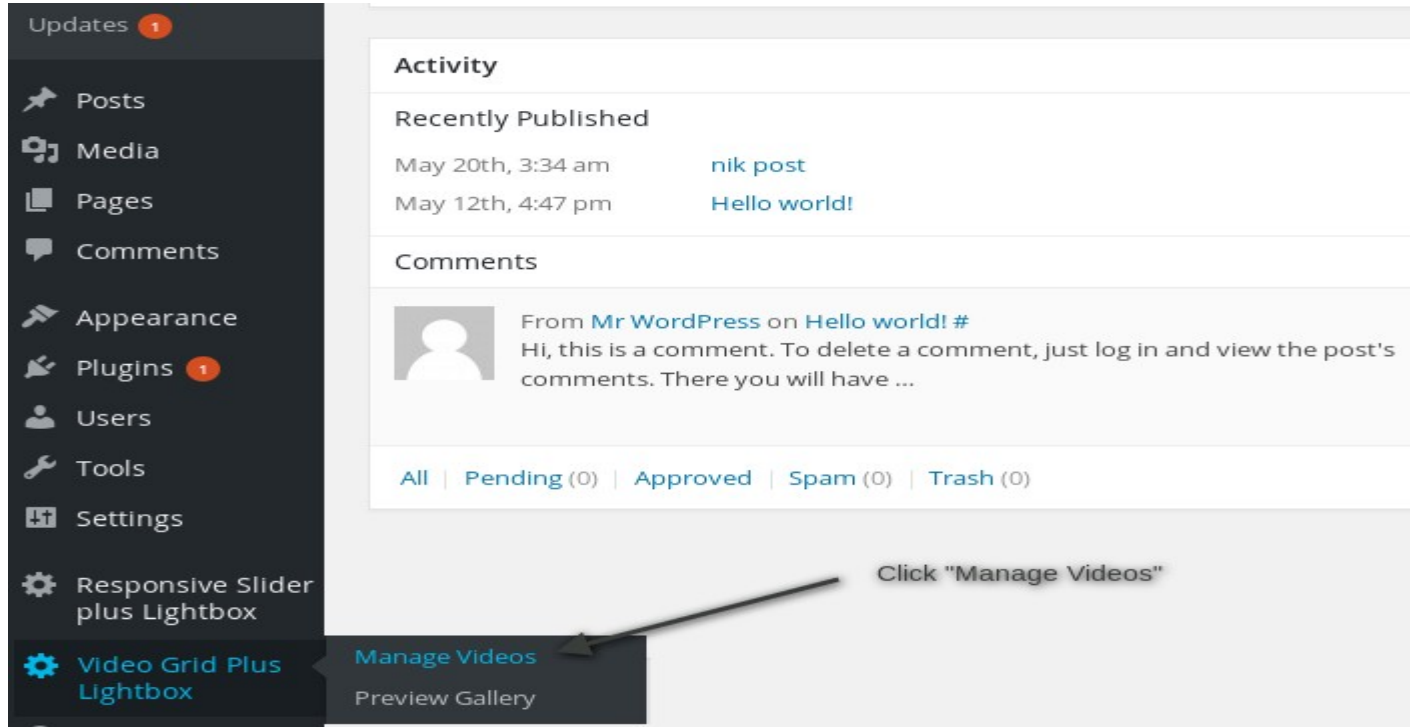 Updates 1
Posts
Media
Pages
Comments
Appearance
Plugins 1
Users
Tools
Settings
Responsive Slider
plus Lightbox
Video Grid Plus
Lightbox
Manage Videos
Preview Gallery
Activity
Recently Published
May 20th, 3:34 am nik post
May 12th, 4:47 pm Hello world!
Comments
From Mr WordPress on Hello world! #
Hi, this is a comment. To delete a comment, just log in and view the post's
comments. There you will have ...
All | Pending (0) | Approved | Spam (0) | Trash (0)
Click "Manage Videos"